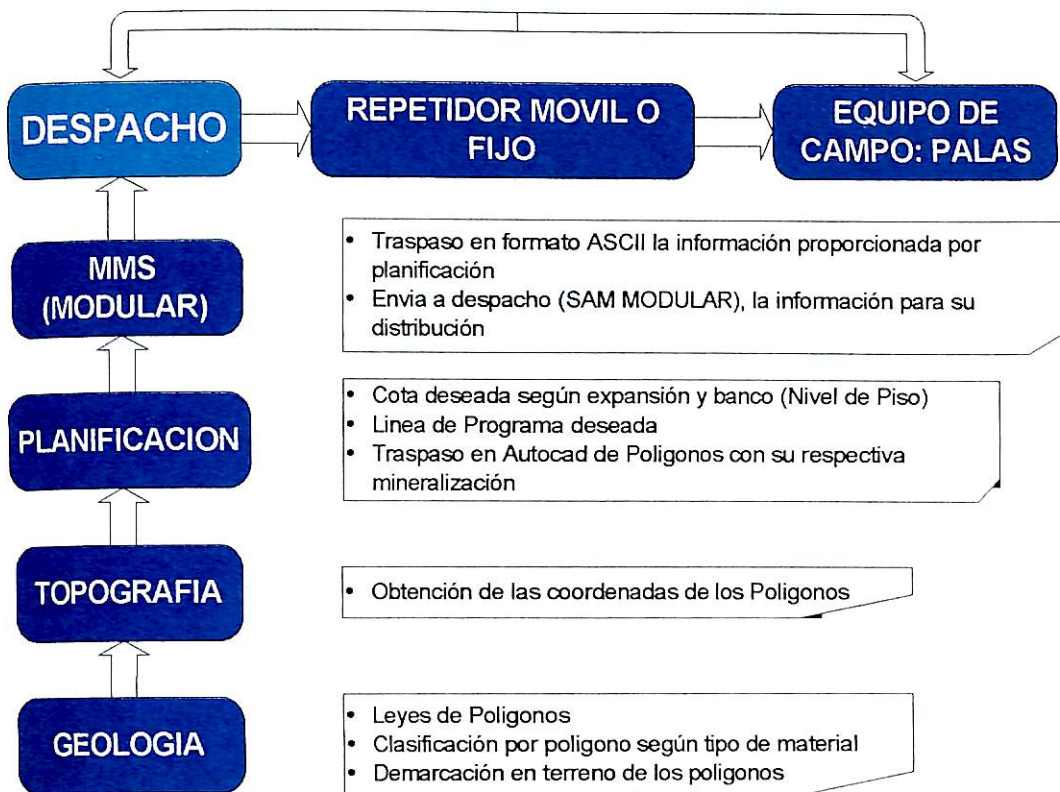 DESPACHO
REPETIDOR MOVIL O
FIJO
EQUIPO DE
CAMPO: PALAS
MMS
(MODULAR)
• Traspaso en formato ASCII la información proporcionada por
planificación
• Envia a despacho (SAM MODULAR), la información para su
distribución
PLANIFICACION
• Cota deseada según expansión y banco (Nivel de Piso)
• Linea de Programa deseada
• Traspaso en Autocad de Poligonos con su respectiva
mineralización
TOPOGRAFIA
• Obtención de las coordenadas de los Poligonos
GEOLOGIA
• Leyes de Poligonos
• Clasificación por poligono según tipo de material
• Demarcación en terreno de los poligonos